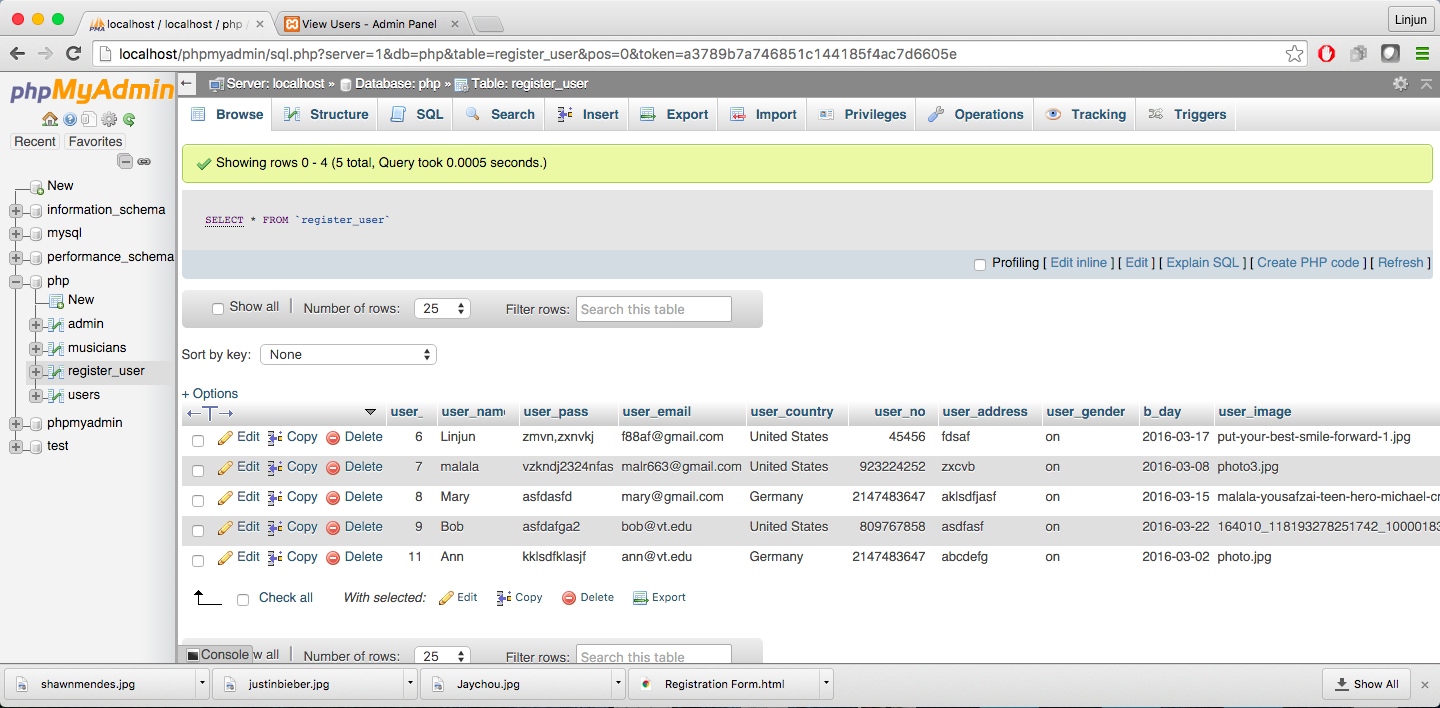 localhost / localhost / php /
View Users - Admin Panel
Linjun
localhost/phpmyadmin/sql.php?server=1&db=php&table=register_user&pos=0&token=a3789b7a746851c144185f4ac7d6605e
phpMyAdmin
Recent Favorites
New
information_schema
mysql
performance_schema
php
New
admin
musicians
register_user
users
phpmyadmin
test
Server: localhost » Database: php » Table: register_user
Browse Structure SQL Search Insert Export Import Privileges Operations Tracking Triggers
Showing rows 0 - 4 (5 total, Query took 0.0005 seconds.)
SELECT * FROM `register_user`
Profiling [ Edit inline ] [ Edit ] [ Explain SQL ] [ Create PHP code ] [ Refresh ]
Show all | Number of rows: 25 Filter rows: Search this table
Sort by key: None
+ Options
←T→ user_ user_name user_pass user_email user_country user_no user_address user_gender b_day user_image
Edit Copy Delete 6 Linjun zmvn,zxnvkj f88af@gmail.com United States 45456 fdsaf on 2016-03-17 put-your-best-smile-forward-1.jpg
Edit Copy Delete 7 malala vzkndj2324nfas malr663@gmail.com United States 923224252 zxcvb on 2016-03-08 photo3.jpg
Edit Copy Delete 8 Mary asfdasfd mary@gmail.com Germany 2147483647 aklsdfjasf on 2016-03-15 malala-yousafzai-teen-hero-michael-cr
Edit Copy Delete 9 Bob asfdafga2 bob@vt.edu United States 809767858 asdfasf on 2016-03-22 164010_118193278251742_10000183
Edit Copy Delete 11 Ann kklsdfklasjf ann@vt.edu Germany 2147483647 abcdefg on 2016-03-02 photo.jpg
Check all With selected: Edit Copy Delete Export
Console w all | Number of rows: 25 Filter rows: Search this table
shawnmendes.jpg justinbieber.jpg Jaychou.jpg Registration Form.html Show All